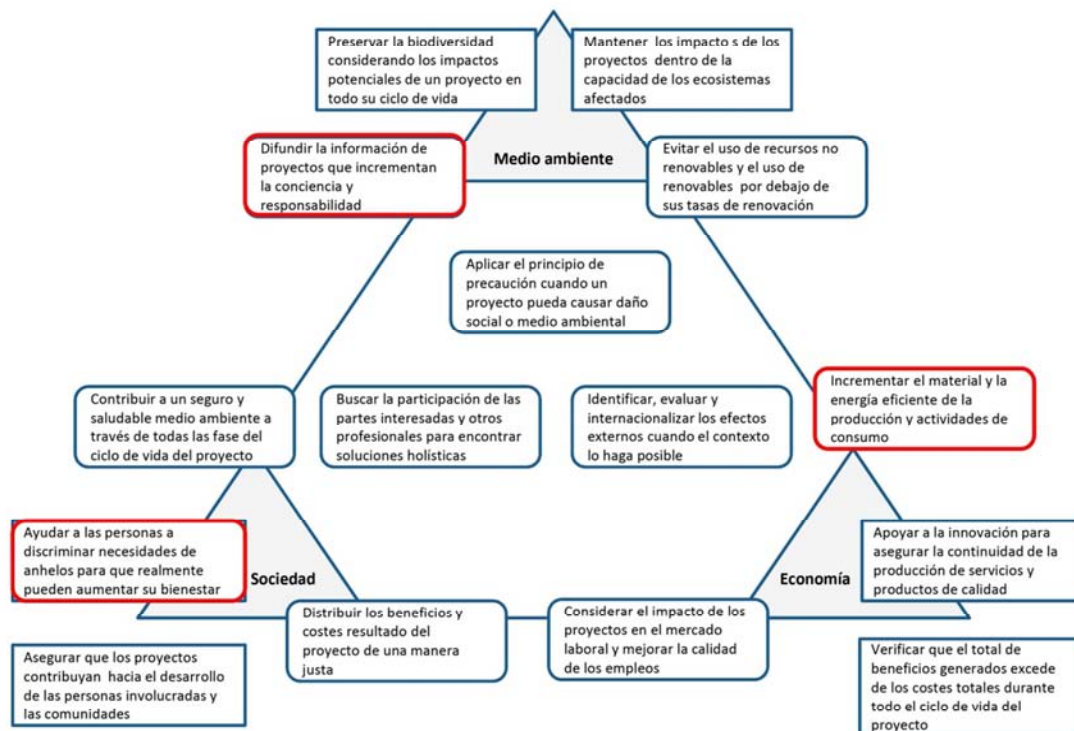 Preservar la biodiversidad
considerando los impactos
potenciales de un proyecto en
todo su ciclo de vida
Mantener los impacto s de los
proyectos dentro de la
capacidad de los ecosistemas
afectados
Difundir la información de
proyectos que incrementan
la conciencia y
responsabilidad
Medio ambiente
Evitar el uso de recursos no
renovables y el uso de
renovables por debajo de
sus tasas de renovación
Aplicar el principio de
precaución cuando un
proyecto pueda causar daño
social o medio ambiental
Contribuir a un seguro y
saludable medio ambiente a
través de todas las fase del
ciclo de vida del proyecto
Buscar la participación de las
partes interesadas y otros
profesionales para encontrar
soluciones holísticas
Identificar, evaluar y
internacionalizar los efectos
externos cuando el contexto
lo haga posible
Incrementar el material y la
energía eficiente de la
producción y actividades de
consumo
Ayudar a las personas a
discriminar necesidades de
anhelos para que realmente
pueden aumentar su bienestar
Sociedad
Economía
Apoyar a la innovación para
asegurar la continuidad de la
producción de servicios y
productos de calidad
Distribuir los beneficios y
costes resultado del
proyecto de una manera
justa
Considerar el impacto de los
proyectos en el mercado
laboral y mejorar la calidad
de los empleos
Asegurar que los proyectos
contribuyan hacia el desarrollo
de las personas involucradas y
las comunidades
Verificar que el total de
beneficios generados excede
de los costes totales durante
todo el ciclo de vida del
proyecto